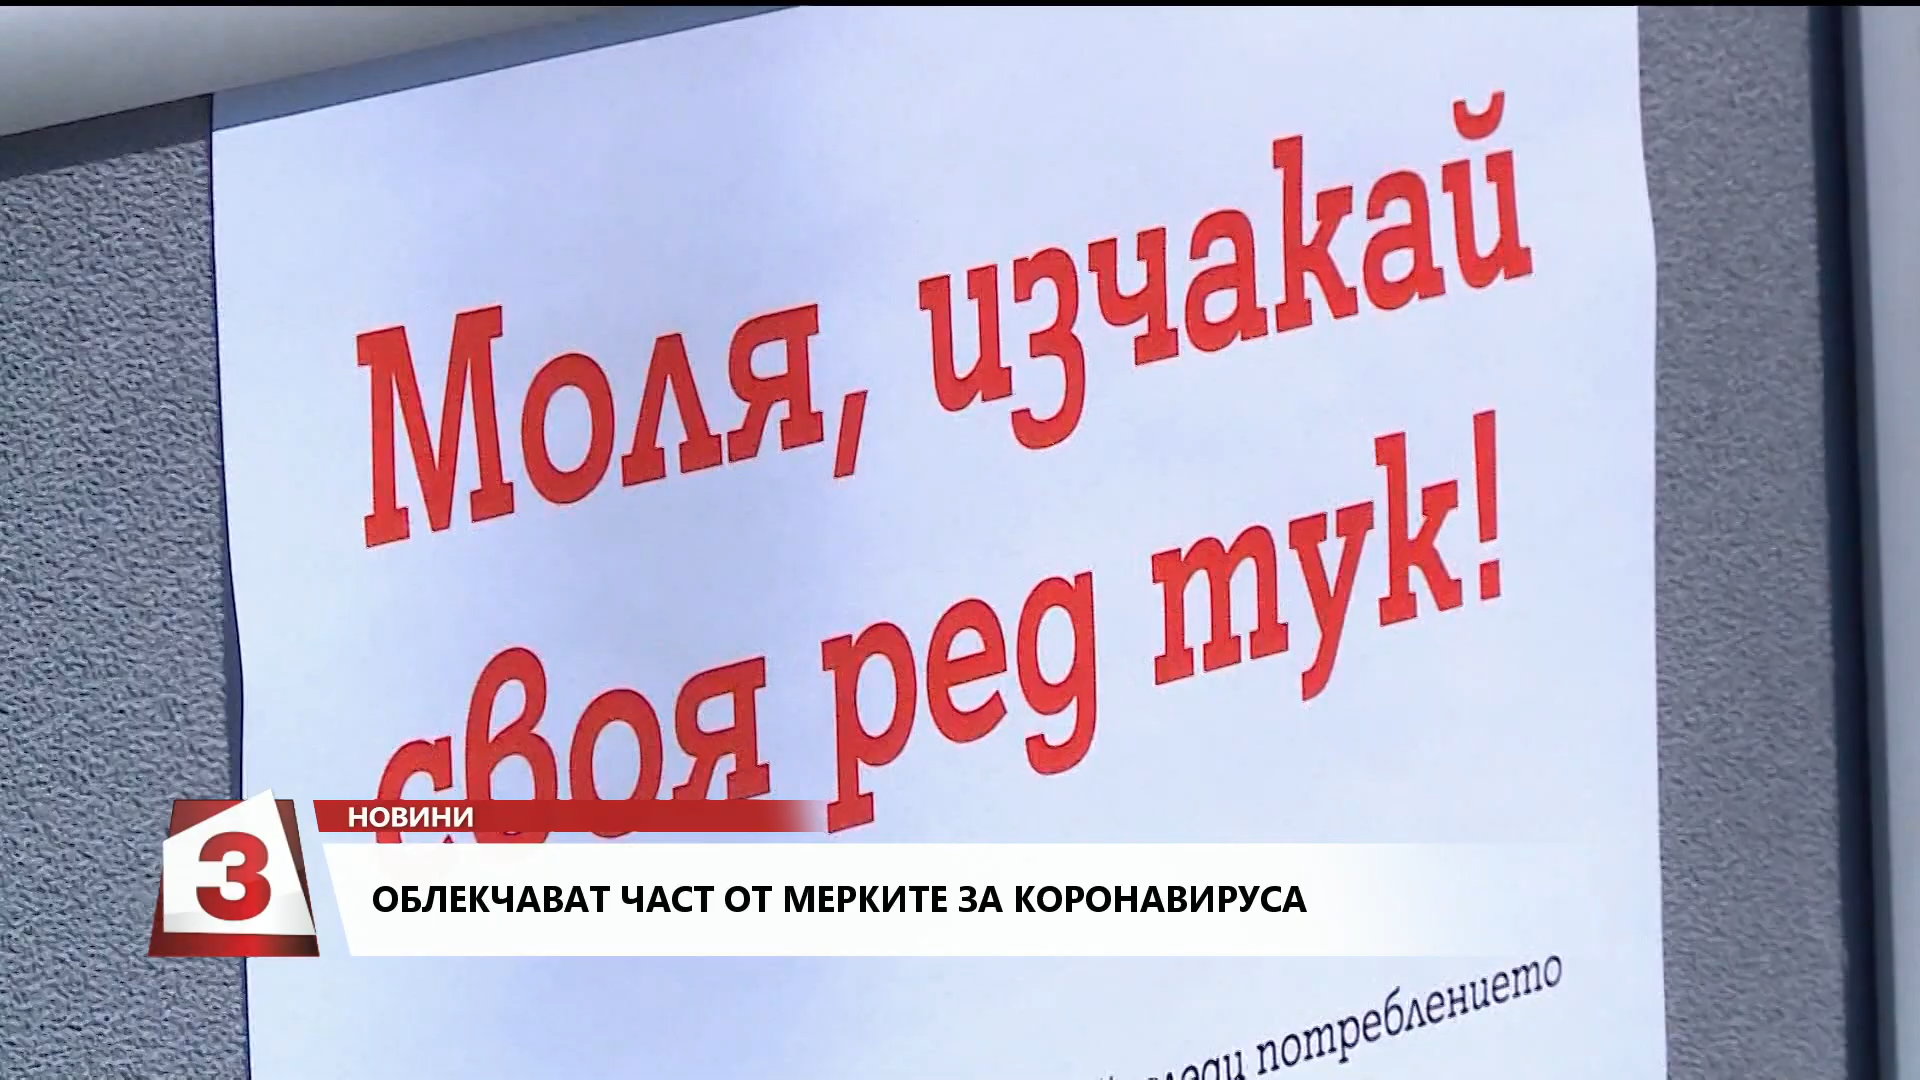 Моля, изчакай
своя ред тук!
НОВИНИ
3
ОБЛЕКЧАВАТ ЧАСТ ОТ МЕРКИТЕ ЗА КОРОНАВИРУСА
потреблението